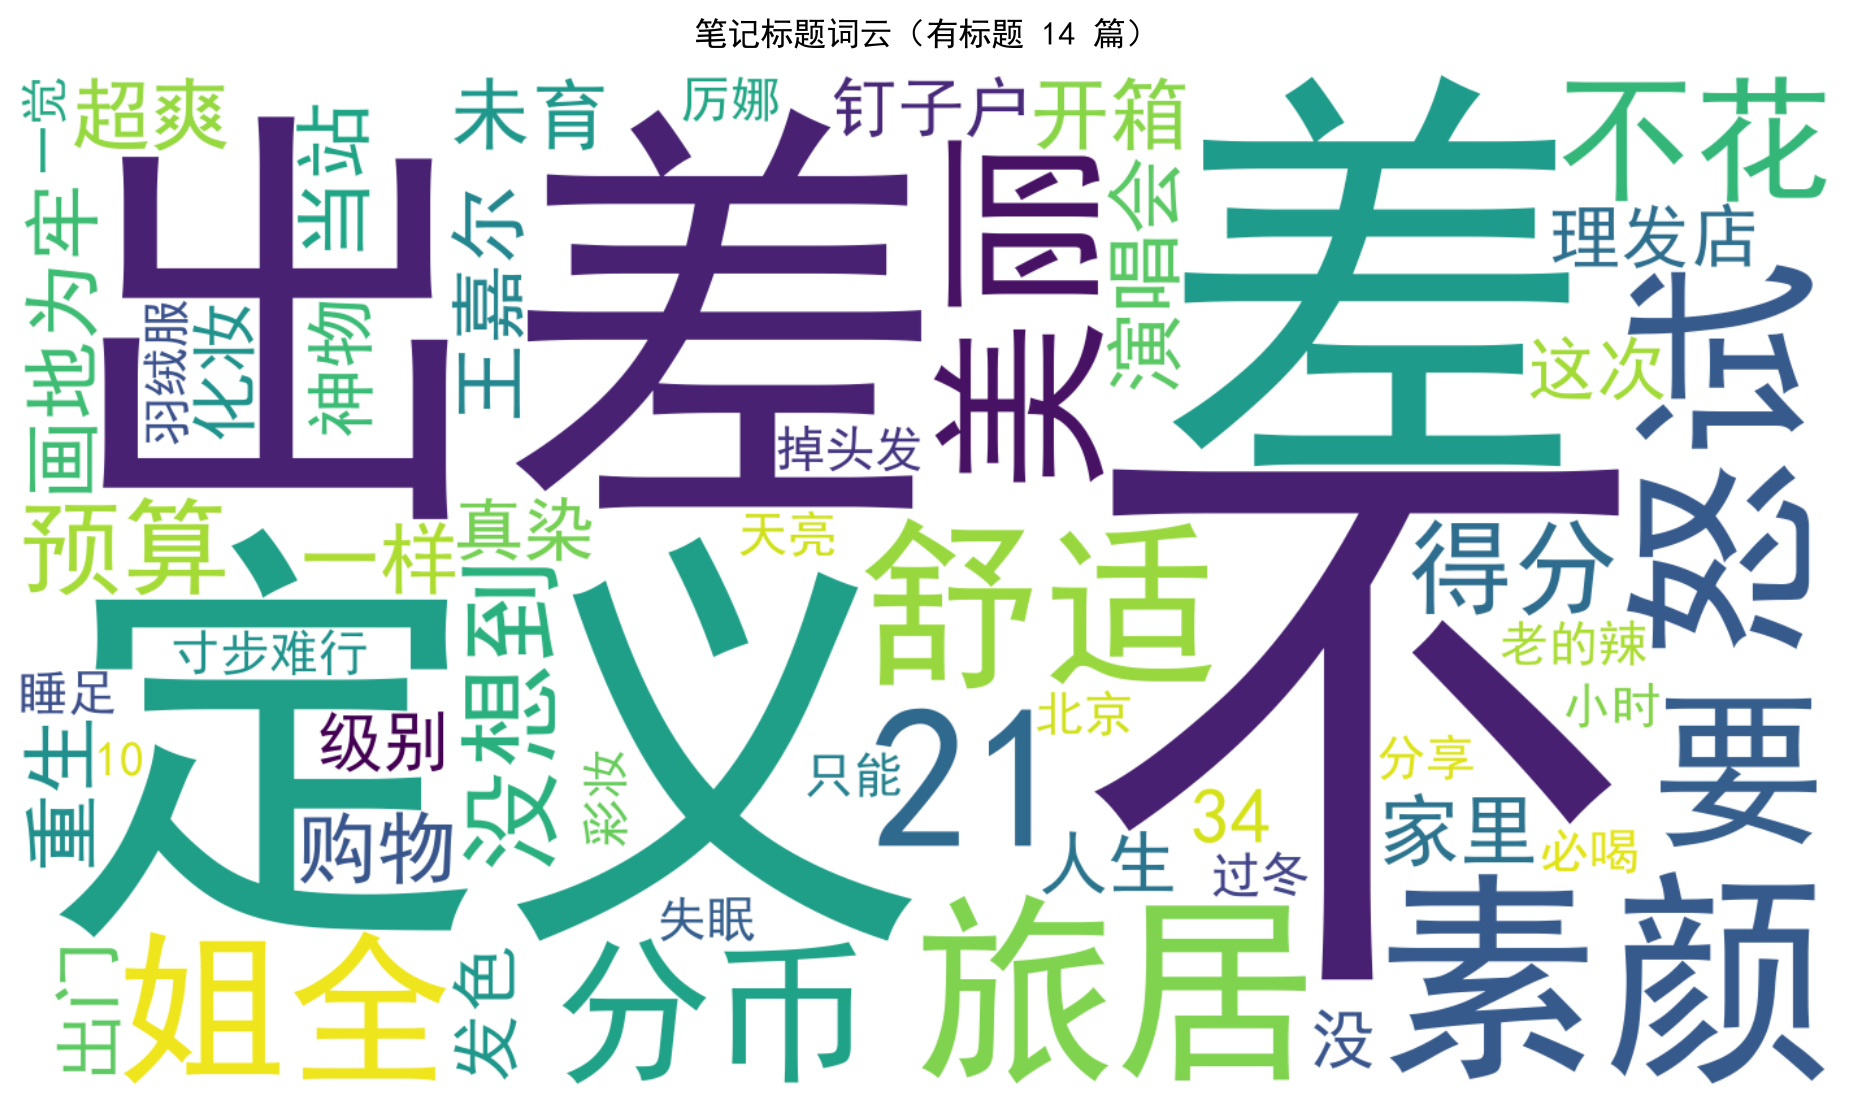 笔记标题词云（有标题 14 篇）
一觉
超爽
当站
未育
厉娜
钉子户
开箱
不花
出差
差
美丽
演唱会
理发店
怒试
画地为牢
羽绒服
化妆
神物
王嘉尔
掉头发
这次
不
预算
一样
真染
天亮
舒适
得分
定义
寸步难行
没想到
老的辣
睡足
级别
21
北京
小时
要
重生
10
购物
彩妆
只能
34
分享
家里
必喝
人生
过冬
失眠
素颜
出门
姐全
发色
分币
旅居
没